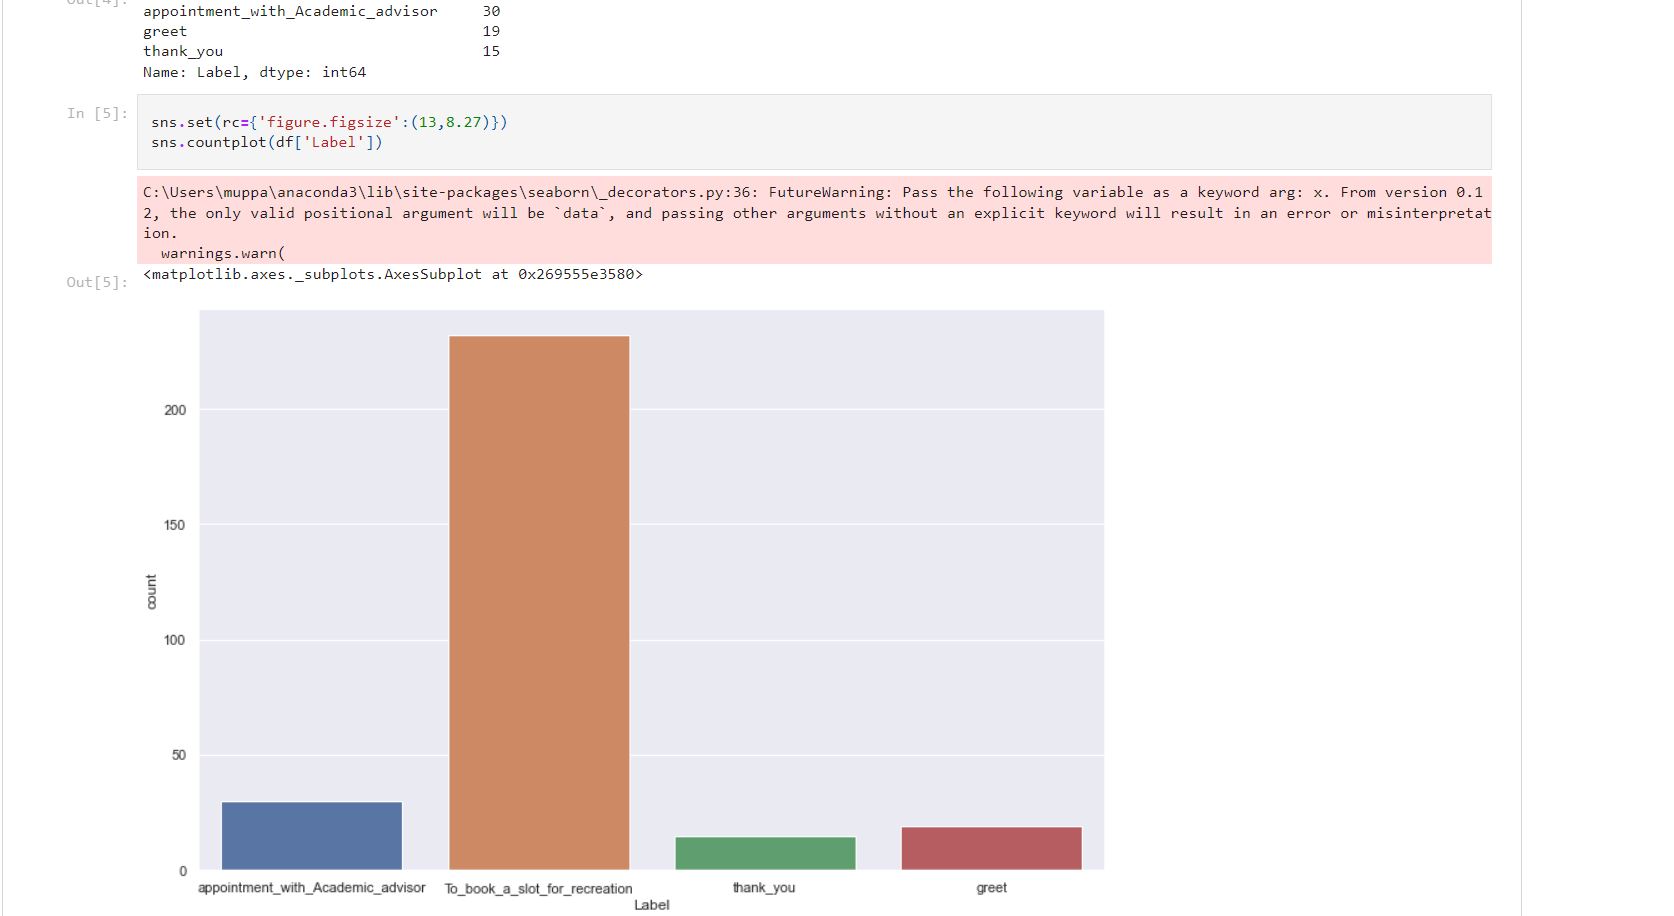 Out[4]:
appointment_with_Academic_advisor     30
greet                                 19
thank_you                             15
Name: Label, dtype: int64
In [5]:
sns.set(rc={'figure.figsize':(13,8.27)})
sns.countplot(df['Label'])
C:\Users\muppa\anaconda3\lib\site-packages\seaborn\_decorators.py:36: FutureWarning: Pass the following variable as a keyword arg: x. From version 0.1
2, the only valid positional argument will be `data`, and passing other arguments without an explicit keyword will result in an error or misinterpretat
ion.
  warnings.warn(
Out[5]:
<matplotlib.axes._subplots.AxesSubplot at 0x269555e3580>
200
150
100
50
0
count
appointment_with_Academic_advisor
To_book_a_slot_for_recreation
thank_you
greet
Label